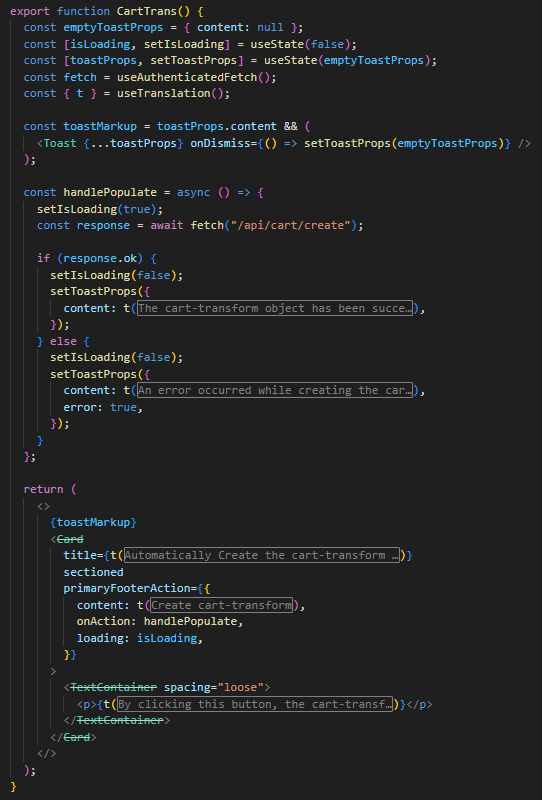 export function CartTrans() {
  const emptyToastProps = { content: null };
  const [isLoading, setIsLoading] = useState(false);
  const [toastProps, setToastProps] = useState(emptyToastProps);
  const fetch = useAuthenticatedFetch();
  const { t } = useTranslation();

  const toastMarkup = toastProps.content && (
    <Toast {...toastProps} onDismiss={() => setToastProps(emptyToastProps)} />
  );

  const handlePopulate = async () => {
    setIsLoading(true);
    const response = await fetch("/api/cart/create");

    if (response.ok) {
      setIsLoading(false);
      setToastProps({
        content: t(The cart-transform object has been succe…),
      });
    } else {
      setIsLoading(false);
      setToastProps({
        content: t(An error occurred while creating the car…),
        error: true,
      });
    }
  };

  return (
    <>
      {toastMarkup}
      <Card
        title={t(Automatically Create the cart-transform …)}
        sectioned
        primaryFooterAction={{
          content: t(Create cart-transform),
          onAction: handlePopulate,
          loading: isLoading,
        }}
      >
        <TextContainer spacing="loose">
          <p>{t(By clicking this button, the cart-transf…)}</p>
        </TextContainer>
      </Card>
    </>
  );
}